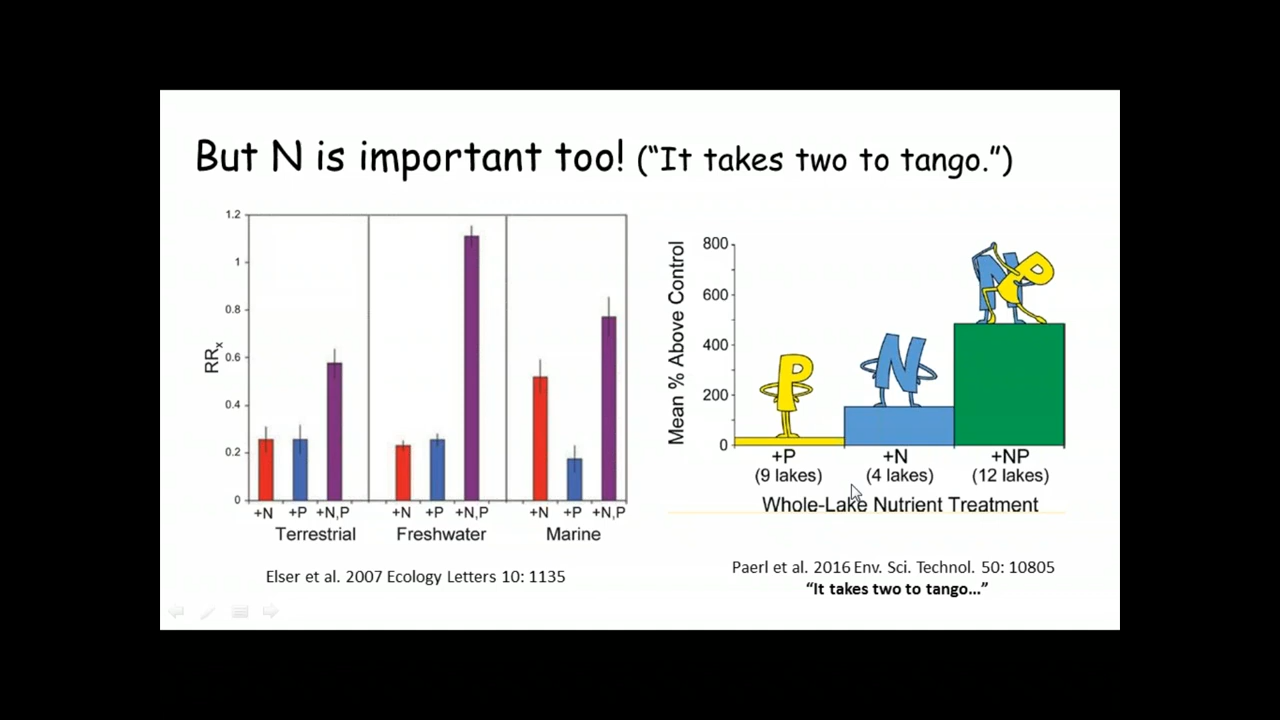 But N is important too! (“It takes two to tango.”)
1.2
1
0.8
0.6
0.4
0.2
0
RRx
+N +P +N,P +N +P +N,P +N +P +N,P
Terrestrial Freshwater Marine
Elser et al. 2007 Ecology Letters 10: 1135
Mean % Above Control
800
600
400
200
0
P
N
NP
+P +N +NP
(9 lakes) (4 lakes) (12 lakes)
Whole-Lake Nutrient Treatment
Paerl et al. 2016 Env. Sci. Technol. 50: 10805
“It takes two to tango...”